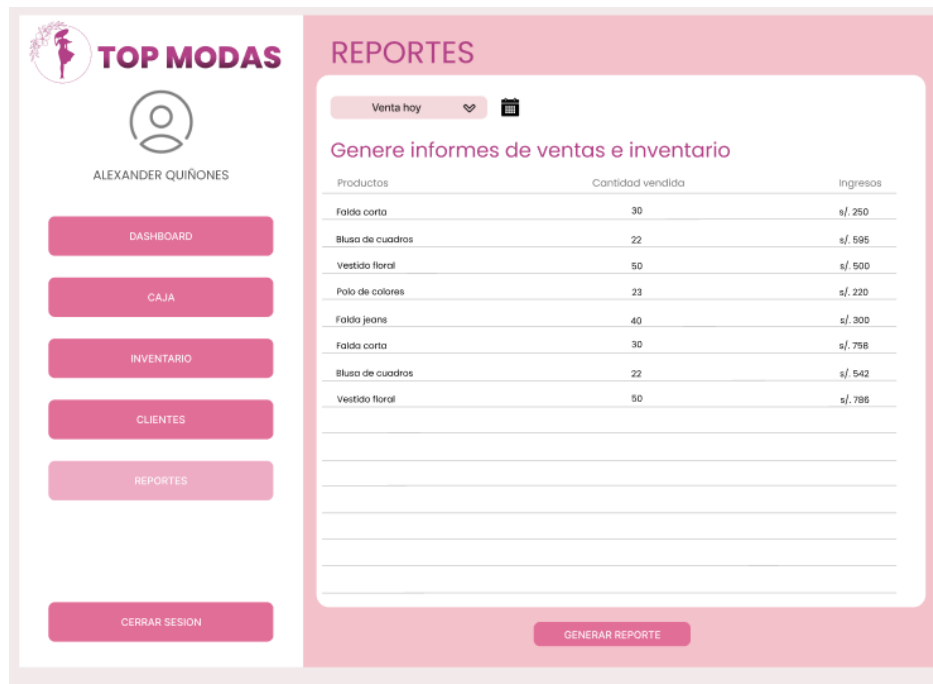 TOP MODAS
ALEXANDER QUIÑONES
DASHBOARD
CAJA
INVENTARIO
CLIENTES
REPORTES
CERRAR SESION
REPORTES
Venta hoy
Genere informes de ventas e inventario
Productos Cantidad vendida Ingresos
Falda corta 30 s/. 250
Blusa de cuadros 22 s/. 595
Vestido floral 50 s/. 500
Polo de colores 23 s/. 220
Falda jeans 40 s/. 300
Falda corta 30 s/. 758
Blusa de cuadros 22 s/. 542
Vestido floral 50 s/. 786
GENERAR REPORTE